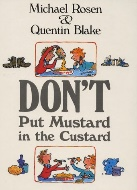 Michael Rosen
&
Quentin Blake
DON'T
Put Mustard
in the Custard